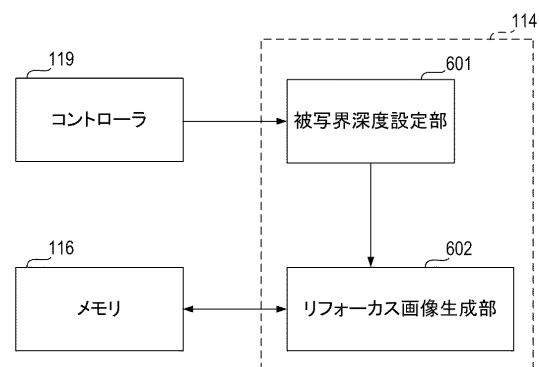 114
119
601
コントローラ
被写界深度設定部
116
602
メモリ
リフォーカス画像生成部